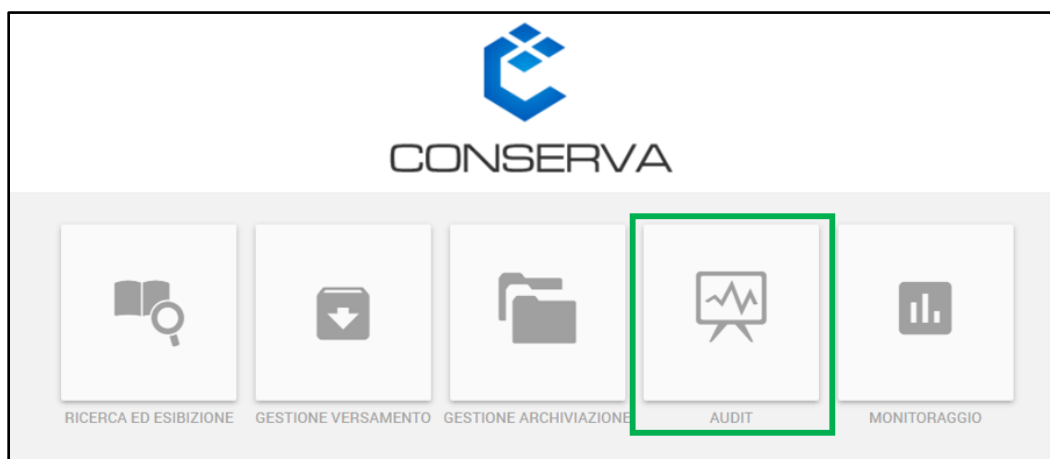 CONSERVA
RICERCA ED ESIBIZIONE GESTIONE VERSAMENTO GESTIONE ARCHIVIAZIONE AUDIT MONITORAGGIO